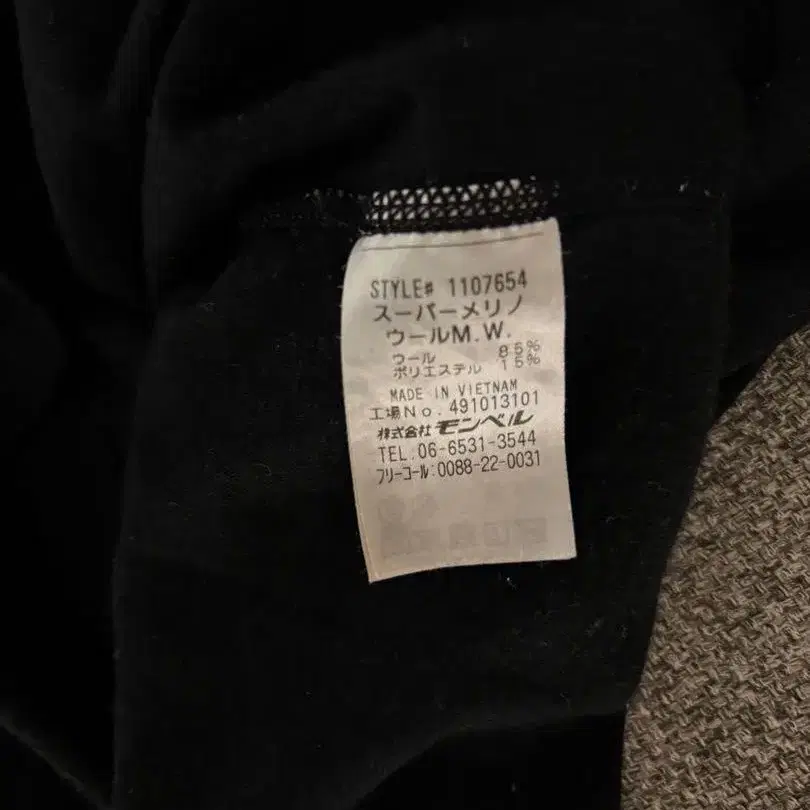 STYLE# 1107654
スーパーメリノ
ウールM.W.
ウール 85%
ポリエステル 15%
MADE IN VIETNAM
工場No.491013101
株式会社モンベル
TEL.06-6531-3544
フリーコール:0088-22-0031